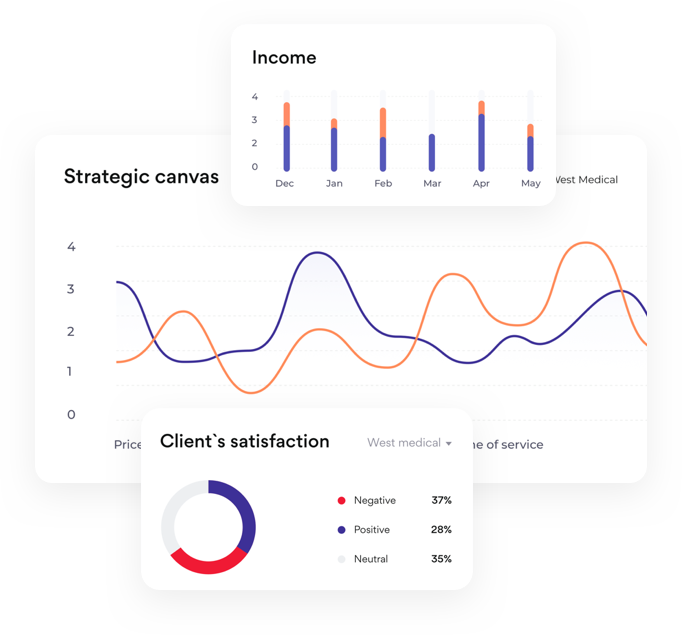 Income
4
3
2
0
Dec Jan Feb Mar Apr May
Strategic canvas
West Medical
4
3
2
1
0
Price
of service
Client`s satisfaction
West medical
Negative 37%
Positive 28%
Neutral 35%